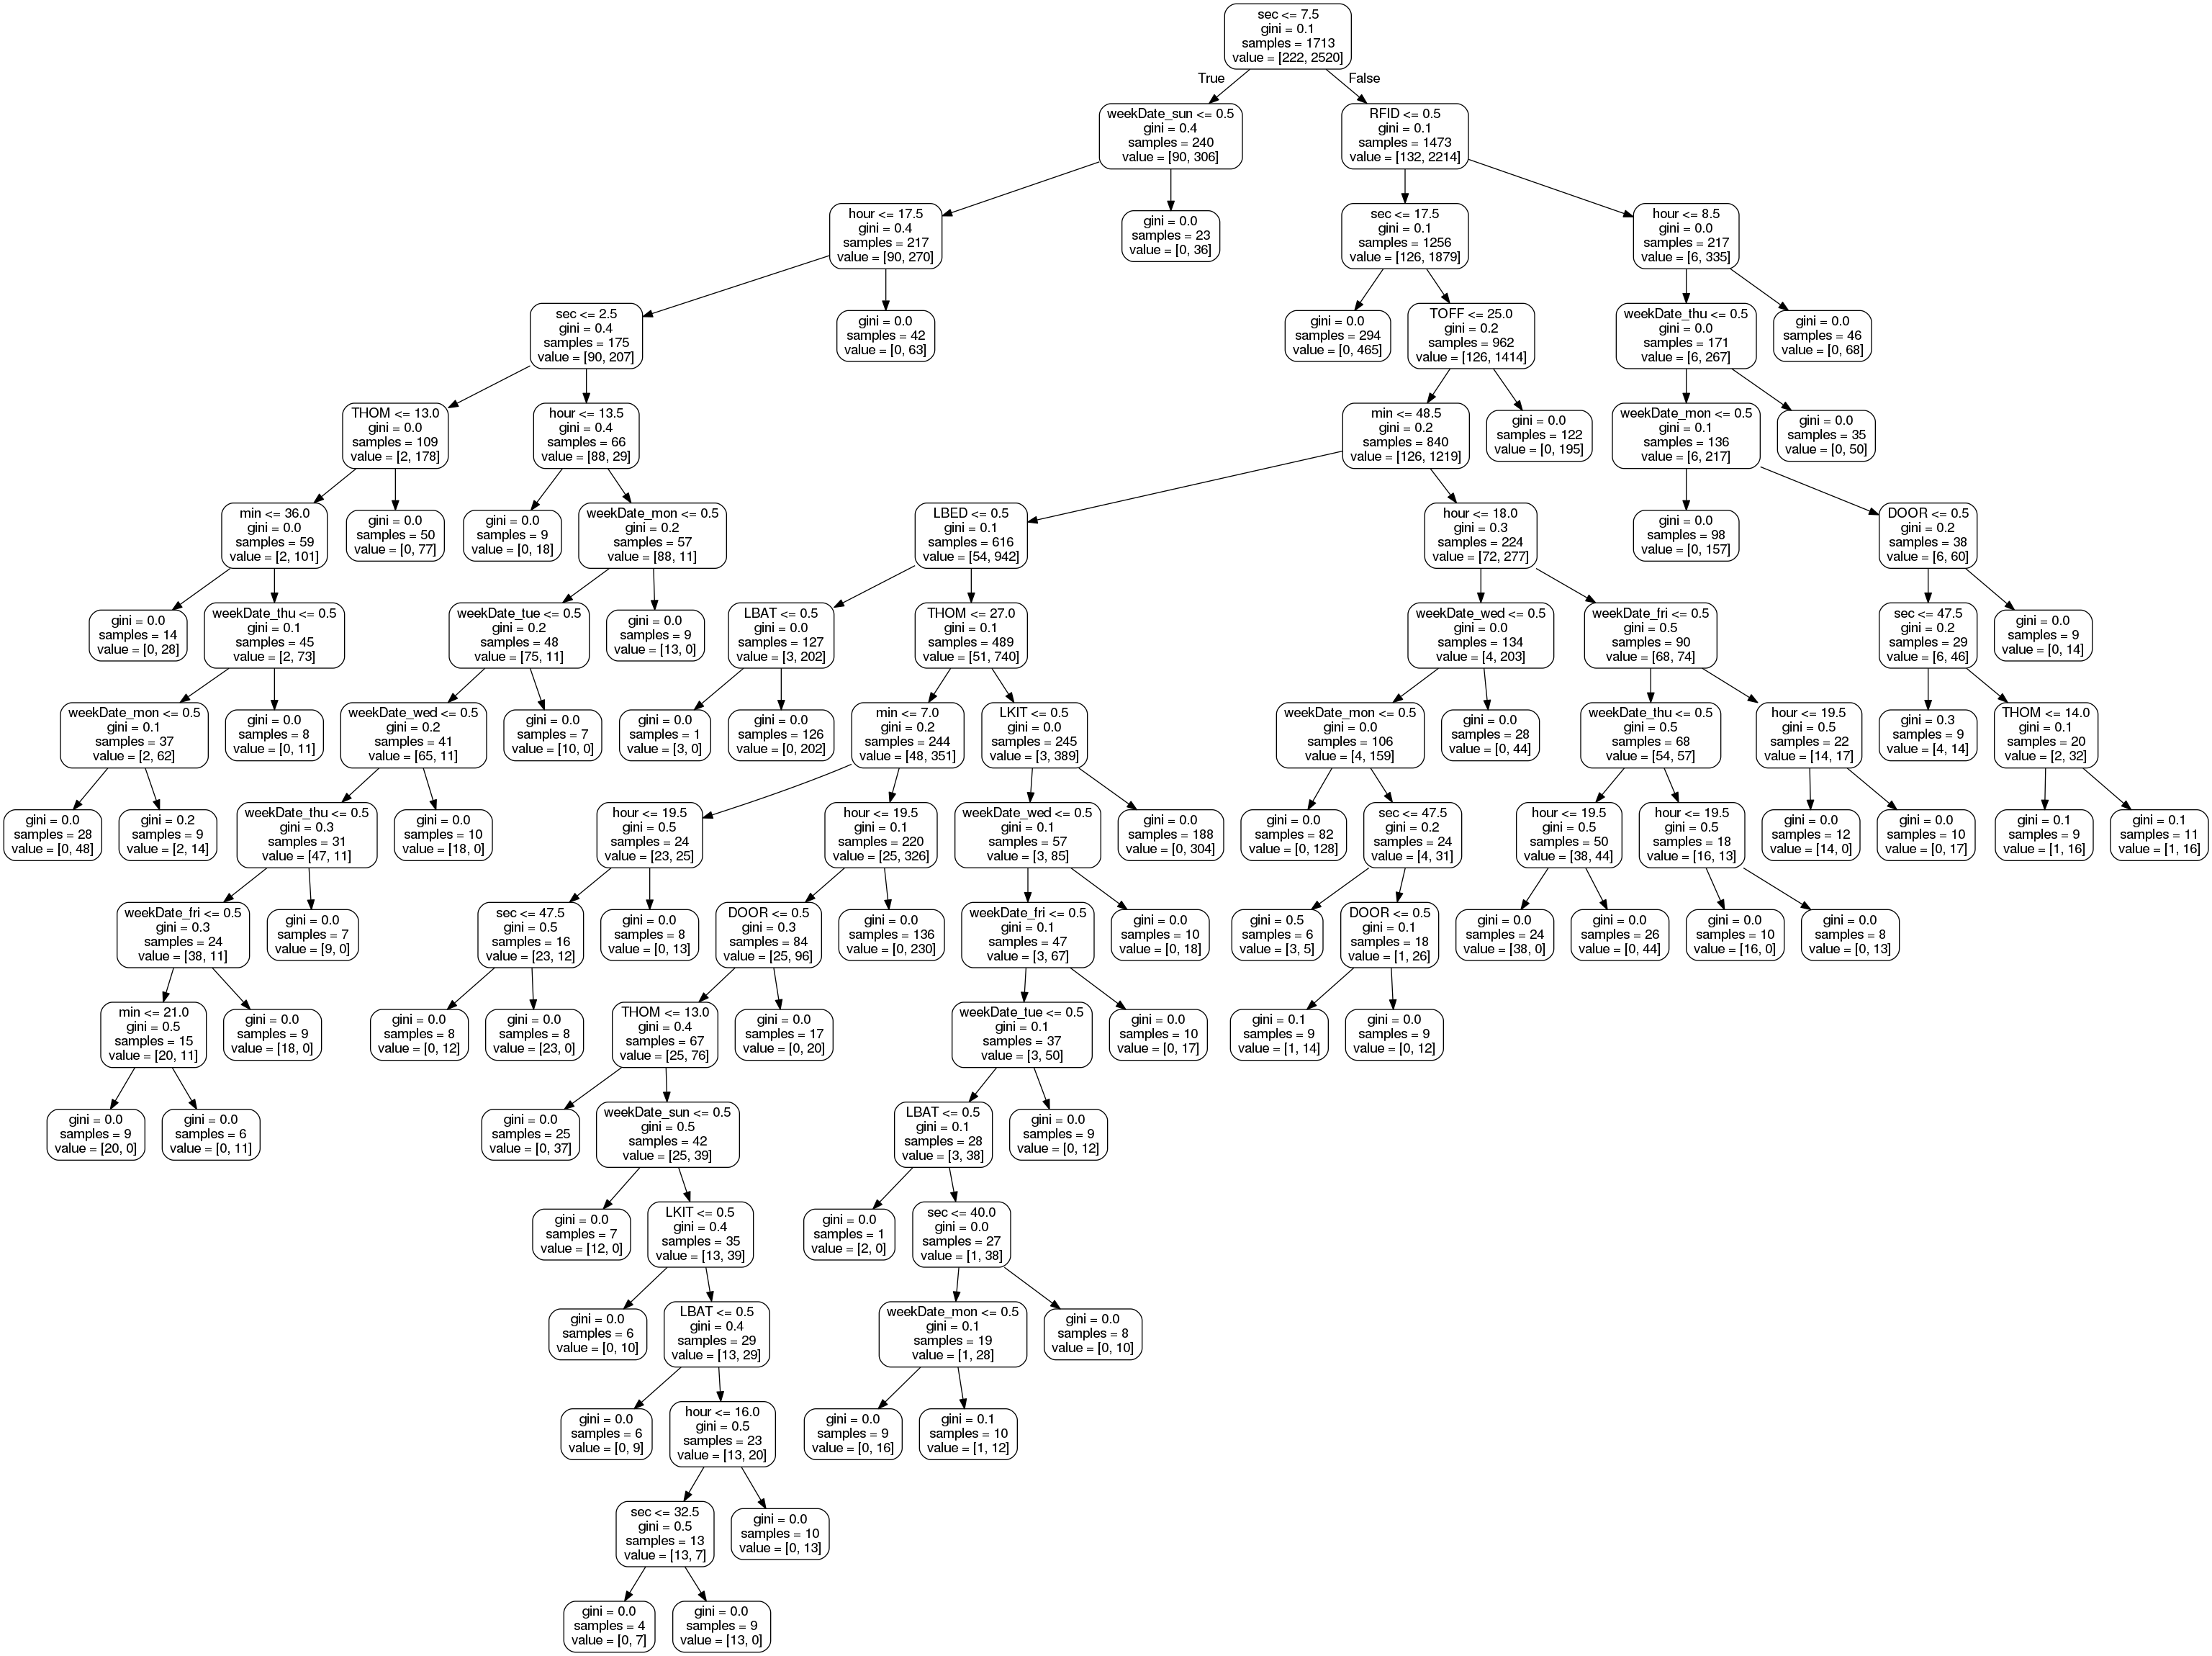 sec <= 7.5
gini = 0.1
samples = 1713
value = [222, 2520]
True
False
weekDate_sun <= 0.5
gini = 0.4
samples = 240
value = [90, 306]
RFID <= 0.5
gini = 0.1
samples = 1473
value = [132, 2214]
hour <= 17.5
gini = 0.4
samples = 217
value = [90, 270]
gini = 0.0
samples = 23
value = [0, 36]
sec <= 17.5
gini = 0.1
samples = 1256
value = [126, 1879]
hour <= 8.5
gini = 0.0
samples = 217
value = [6, 335]
sec <= 2.5
gini = 0.4
samples = 175
value = [90, 207]
gini = 0.0
samples = 42
value = [0, 63]
gini = 0.0
samples = 294
value = [0, 465]
TOFF <= 25.0
gini = 0.2
samples = 962
value = [126, 1414]
weekDate_thu <= 0.5
gini = 0.0
samples = 171
value = [6, 267]
gini = 0.0
samples = 46
value = [0, 68]
THOM <= 13.0
gini = 0.0
samples = 109
value = [2, 178]
hour <= 13.5
gini = 0.4
samples = 66
value = [88, 29]
min <= 48.5
gini = 0.2
samples = 840
value = [126, 1219]
gini = 0.0
samples = 122
value = [0, 195]
weekDate_mon <= 0.5
gini = 0.1
samples = 136
value = [6, 217]
gini = 0.0
samples = 35
value = [0, 50]
min <= 36.0
gini = 0.0
samples = 59
value = [2, 101]
gini = 0.0
samples = 50
value = [0, 77]
gini = 0.0
samples = 9
value = [0, 18]
weekDate_mon <= 0.5
gini = 0.2
samples = 57
value = [88, 11]
LBED <= 0.5
gini = 0.1
samples = 616
value = [54, 942]
hour <= 18.0
gini = 0.3
samples = 224
value = [72, 277]
gini = 0.0
samples = 98
value = [0, 157]
DOOR <= 0.5
gini = 0.2
samples = 38
value = [6, 60]
gini = 0.0
samples = 14
value = [0, 28]
weekDate_thu <= 0.5
gini = 0.1
samples = 45
value = [2, 73]
weekDate_tue <= 0.5
gini = 0.2
samples = 48
value = [75, 11]
gini = 0.0
samples = 9
value = [13, 0]
LBAT <= 0.5
gini = 0.0
samples = 127
value = [3, 202]
THOM <= 27.0
gini = 0.1
samples = 489
value = [51, 740]
weekDate_wed <= 0.5
gini = 0.0
samples = 134
value = [4, 203]
weekDate_fri <= 0.5
gini = 0.5
samples = 90
value = [68, 74]
sec <= 47.5
gini = 0.2
samples = 29
value = [6, 46]
gini = 0.0
samples = 9
value = [0, 14]
weekDate_mon <= 0.5
gini = 0.1
samples = 37
value = [2, 62]
gini = 0.0
samples = 8
value = [0, 11]
weekDate_wed <= 0.5
gini = 0.2
samples = 41
value = [65, 11]
gini = 0.0
samples = 7
value = [10, 0]
gini = 0.0
samples = 1
value = [3, 0]
gini = 0.0
samples = 126
value = [0, 202]
min <= 7.0
gini = 0.2
samples = 244
value = [48, 351]
LKIT <= 0.5
gini = 0.0
samples = 245
value = [3, 389]
weekDate_mon <= 0.5
gini = 0.0
samples = 106
value = [4, 159]
gini = 0.0
samples = 28
value = [0, 44]
weekDate_thu <= 0.5
gini = 0.5
samples = 68
value = [54, 57]
hour <= 19.5
gini = 0.5
samples = 22
value = [14, 17]
gini = 0.3
samples = 9
value = [4, 14]
THOM <= 14.0
gini = 0.1
samples = 20
value = [2, 32]
gini = 0.0
samples = 28
value = [0, 48]
gini = 0.2
samples = 9
value = [2, 14]
weekDate_thu <= 0.5
gini = 0.3
samples = 31
value = [47, 11]
gini = 0.0
samples = 10
value = [18, 0]
hour <= 19.5
gini = 0.5
samples = 24
value = [23, 25]
hour <= 19.5
gini = 0.1
samples = 220
value = [25, 326]
weekDate_wed <= 0.5
gini = 0.1
samples = 57
value = [3, 85]
gini = 0.0
samples = 188
value = [0, 304]
gini = 0.0
samples = 82
value = [0, 128]
sec <= 47.5
gini = 0.2
samples = 24
value = [4, 31]
hour <= 19.5
gini = 0.5
samples = 50
value = [38, 44]
hour <= 19.5
gini = 0.5
samples = 18
value = [16, 13]
gini = 0.0
samples = 12
value = [14, 0]
gini = 0.0
samples = 10
value = [0, 17]
gini = 0.1
samples = 9
value = [1, 16]
gini = 0.1
samples = 11
value = [1, 16]
weekDate_fri <= 0.5
gini = 0.3
samples = 24
value = [38, 11]
gini = 0.0
samples = 7
value = [9, 0]
sec <= 47.5
gini = 0.5
samples = 16
value = [23, 12]
gini = 0.0
samples = 8
value = [0, 13]
DOOR <= 0.5
gini = 0.3
samples = 84
value = [25, 96]
gini = 0.0
samples = 136
value = [0, 230]
weekDate_fri <= 0.5
gini = 0.1
samples = 47
value = [3, 67]
gini = 0.0
samples = 10
value = [0, 18]
gini = 0.5
samples = 6
value = [3, 5]
DOOR <= 0.5
gini = 0.1
samples = 18
value = [1, 26]
gini = 0.0
samples = 24
value = [38, 0]
gini = 0.0
samples = 26
value = [0, 44]
gini = 0.0
samples = 10
value = [16, 0]
gini = 0.0
samples = 8
value = [0, 13]
min <= 21.0
gini = 0.5
samples = 15
value = [20, 11]
gini = 0.0
samples = 9
value = [18, 0]
gini = 0.0
samples = 8
value = [0, 12]
gini = 0.0
samples = 8
value = [23, 0]
THOM <= 13.0
gini = 0.4
samples = 67
value = [25, 76]
gini = 0.0
samples = 17
value = [0, 20]
weekDate_tue <= 0.5
gini = 0.1
samples = 37
value = [3, 50]
gini = 0.0
samples = 10
value = [0, 17]
gini = 0.1
samples = 9
value = [1, 14]
gini = 0.0
samples = 9
value = [0, 12]
gini = 0.0
samples = 9
value = [20, 0]
gini = 0.0
samples = 6
value = [0, 11]
gini = 0.0
samples = 25
value = [0, 37]
weekDate_sun <= 0.5
gini = 0.5
samples = 42
value = [25, 39]
LBAT <= 0.5
gini = 0.1
samples = 28
value = [3, 38]
gini = 0.0
samples = 9
value = [0, 12]
gini = 0.0
samples = 7
value = [12, 0]
LKIT <= 0.5
gini = 0.4
samples = 35
value = [13, 39]
gini = 0.0
samples = 1
value = [2, 0]
sec <= 40.0
gini = 0.0
samples = 27
value = [1, 38]
gini = 0.0
samples = 6
value = [0, 10]
LBAT <= 0.5
gini = 0.4
samples = 29
value = [13, 29]
weekDate_mon <= 0.5
gini = 0.1
samples = 19
value = [1, 28]
gini = 0.0
samples = 8
value = [0, 10]
gini = 0.0
samples = 6
value = [0, 9]
hour <= 16.0
gini = 0.5
samples = 23
value = [13, 20]
gini = 0.0
samples = 9
value = [0, 16]
gini = 0.1
samples = 10
value = [1, 12]
sec <= 32.5
gini = 0.5
samples = 13
value = [13, 7]
gini = 0.0
samples = 10
value = [0, 13]
gini = 0.0
samples = 4
value = [0, 7]
gini = 0.0
samples = 9
value = [13, 0]